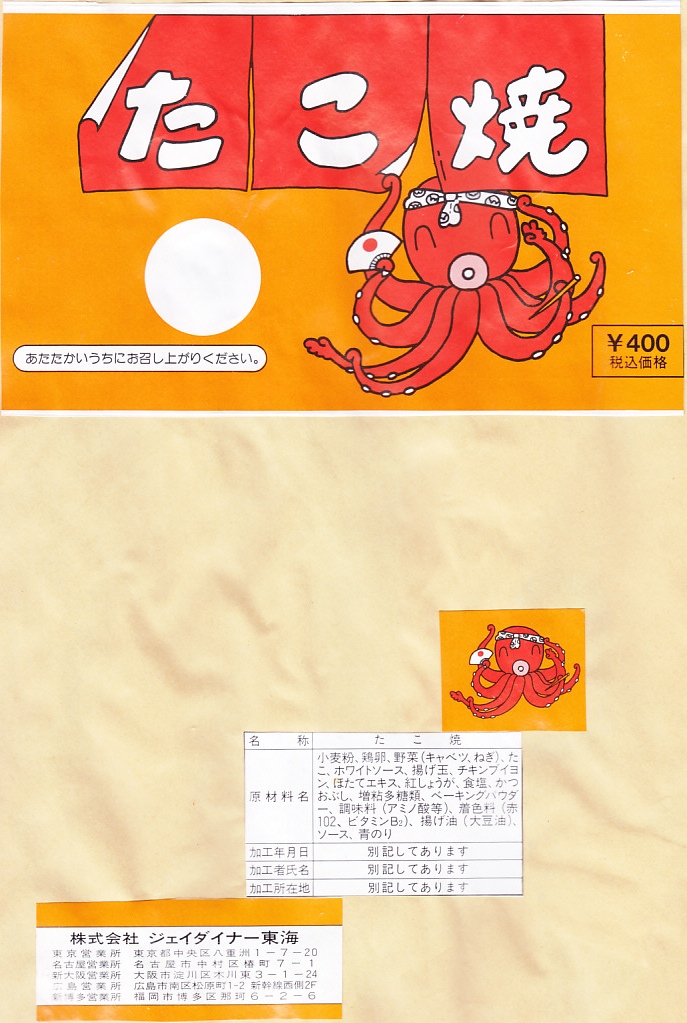 たこ焼
あたたかいうちにお召し上がりください。
￥400
税込価格
名称 たこ焼
原材料名 小麦粉、鶏卵、野菜（キャベツ、ねぎ）、た
こ、ホワイトソース、揚げ玉、チキンブイヨ
ン、ほたてエキス、紅しょうが、食塩、かつ
おぶし、増粘多糖類、ベーキングパウダ
ー、調味料（アミノ酸等）、着色料（赤
102、ビタミンB₂）、揚げ油（大豆油）、
ソース、青のり
加工年月日 別記してあります
加工者氏名 別記してあります
加工所在地 別記してあります
株式会社 ジェイダイナー東海
東京営業所 東京都中央区八重洲1－7－20
名古屋営業所 名古屋市中村区椿町7－1
新大阪営業所 大阪市淀川区木川東3－1－24
広島営業所 広島市南区松原町1-2 新幹線西側2F
新博多営業所 福岡市博多区那珂6－2－6